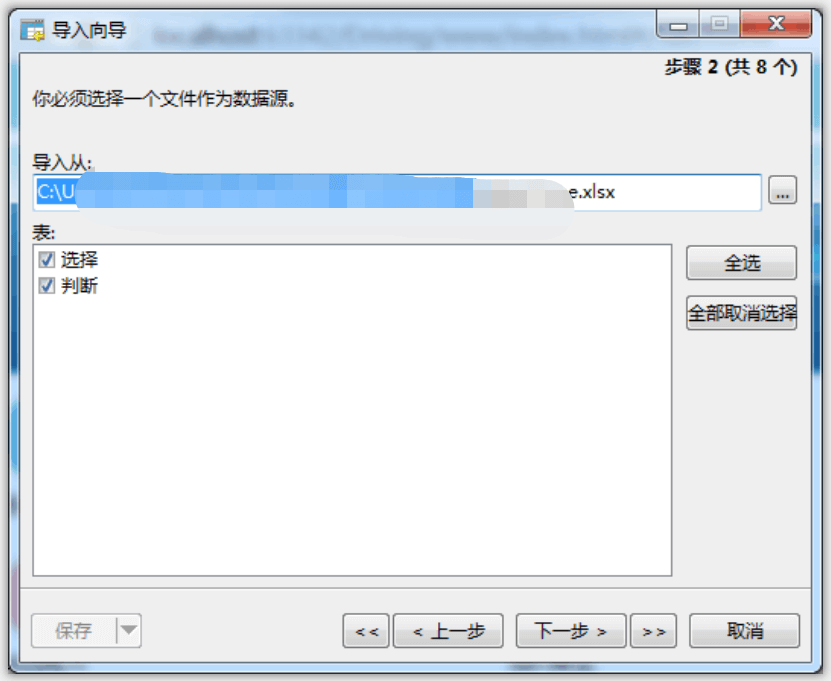 导入向导
步骤 2 (共 8 个)
你必须选择一个文件作为数据源。
导入从:
C:\U e.xlsx
...
表:
选择
判断
全选
全部取消选择
保存
<<
< 上一步
下一步 >
>>
取消